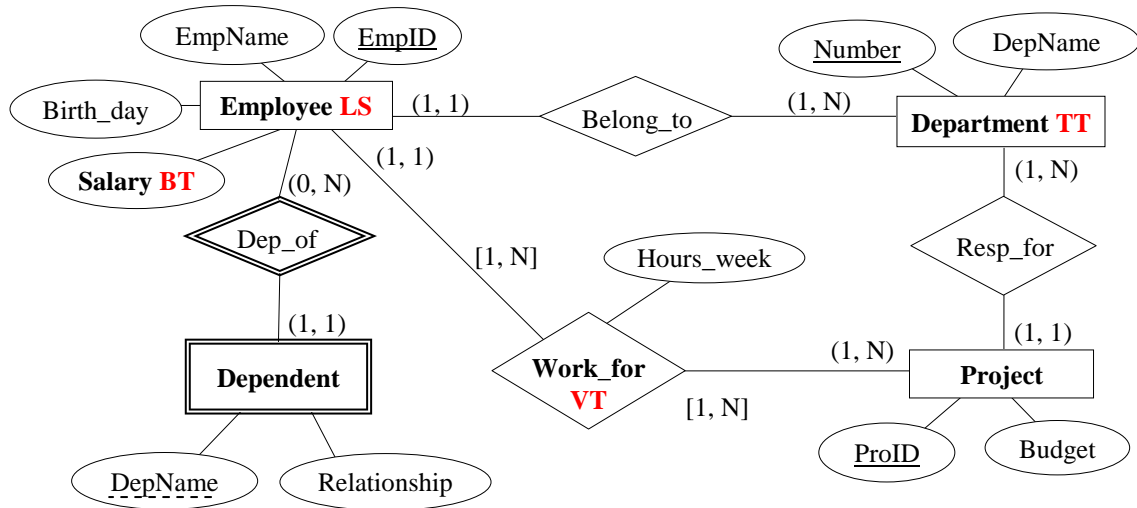 EmpName
EmpID
Number
DepName
Birth_day
Employee LS
(1, 1)
Belong_to
(1, N)
Department TT
Salary BT
(0, N)
(1, 1)
(1, N)
Dep_of
[1, N]
Hours_week
Resp_for
(1, 1)
Dependent
Work_for
VT
(1, N)
[1, N]
(1, 1)
Project
DepName
Relationship
ProID
Budget